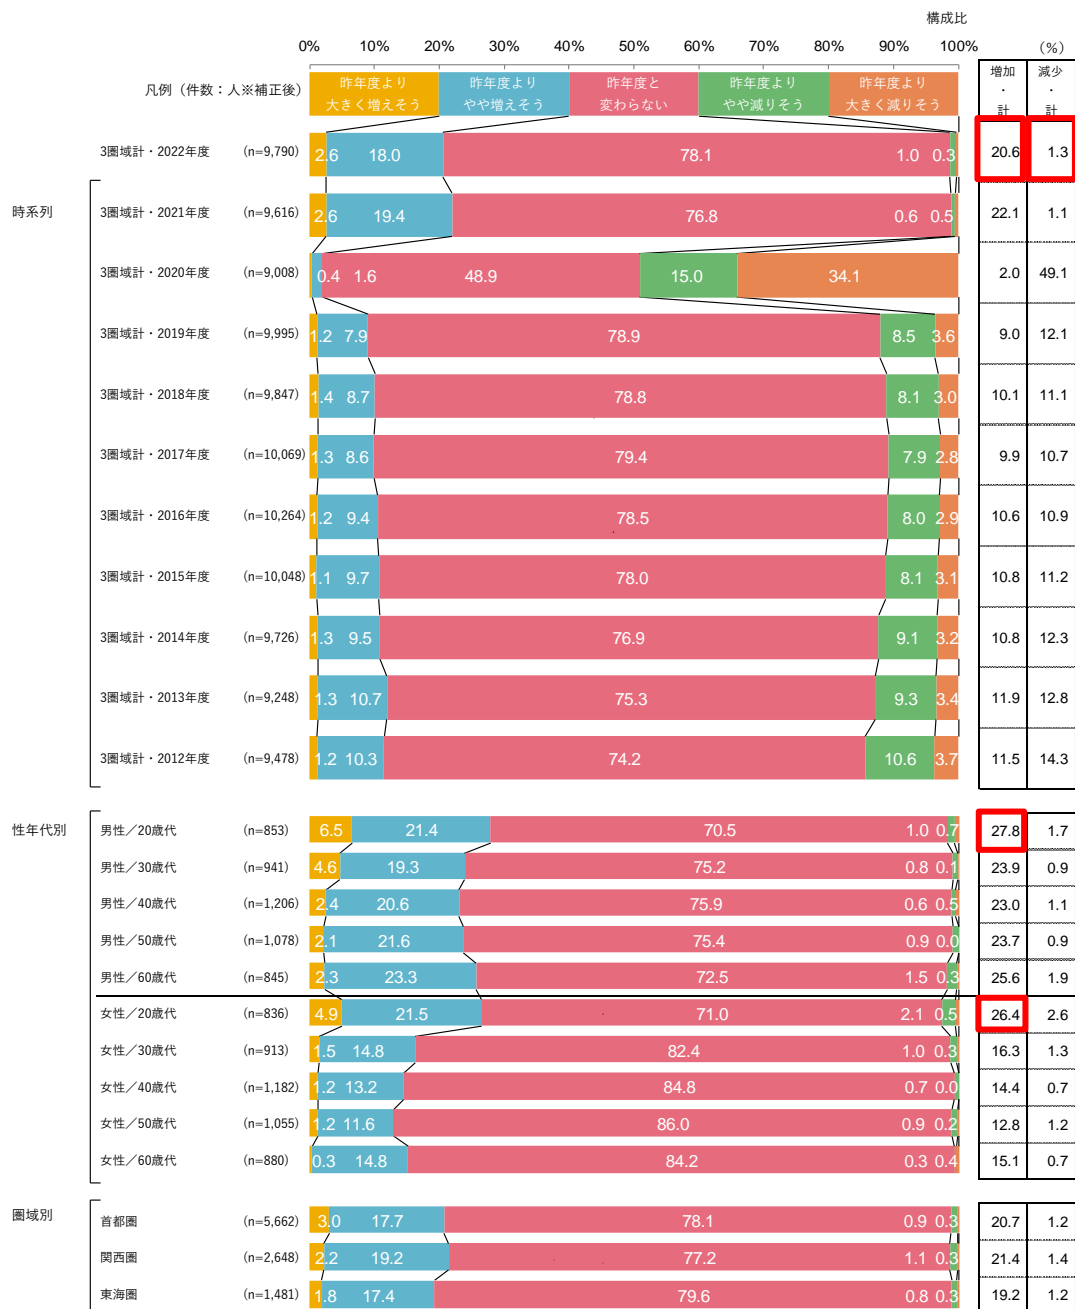 構成比
0% 10% 20% 30% 40% 50% 60% 70% 80% 90% 100% (%)
凡例（件数：人※補正後） 昨年度より 大きく増えそう 昨年度より やや増えそう 昨年度と 変わらない 昨年度より やや減りそう 昨年度より 大きく減りそう 増加・計 減少・計
3圏域計・2022年度 (n=9,790) 2.6 18.0 78.1 1.0 0.3 20.6 1.3
時系列 3圏域計・2021年度 (n=9,616) 2.6 19.4 76.8 0.6 0.5 22.1 1.1
3圏域計・2020年度 (n=9,008) 0.4 1.6 48.9 15.0 34.1 2.0 49.1
3圏域計・2019年度 (n=9,995) 1.2 7.9 78.9 8.5 3.6 9.0 12.1
3圏域計・2018年度 (n=9,847) 1.4 8.7 78.8 8.1 3.0 10.1 11.1
3圏域計・2017年度 (n=10,069) 1.3 8.6 79.4 7.9 2.8 9.9 10.7
3圏域計・2016年度 (n=10,264) 1.2 9.4 78.5 8.0 2.9 10.6 10.9
3圏域計・2015年度 (n=10,048) 1.1 9.7 78.0 8.1 3.1 10.8 11.2
3圏域計・2014年度 (n=9,726) 1.3 9.5 76.9 9.1 3.2 10.8 12.3
3圏域計・2013年度 (n=9,248) 1.3 10.7 75.3 9.3 3.4 11.9 12.8
3圏域計・2012年度 (n=9,478) 1.2 10.3 74.2 10.6 3.7 11.5 14.3
性年代別 男性／20歳代 (n=853) 6.5 21.4 70.5 1.0 0.7 27.8 1.7
男性／30歳代 (n=941) 4.6 19.3 75.2 0.8 0.1 23.9 0.9
男性／40歳代 (n=1,206) 2.4 20.6 75.9 0.6 0.5 23.0 1.1
男性／50歳代 (n=1,078) 2.1 21.6 75.4 0.9 0.0 23.7 0.9
男性／60歳代 (n=845) 2.3 23.3 72.5 1.5 0.3 25.6 1.9
女性／20歳代 (n=836) 4.9 21.5 71.0 2.1 0.5 26.4 2.6
女性／30歳代 (n=913) 1.5 14.8 82.4 1.0 0.3 16.3 1.3
女性／40歳代 (n=1,182) 1.2 13.2 84.8 0.7 0.0 14.4 0.7
女性／50歳代 (n=1,055) 1.2 11.6 86.0 0.9 0.2 12.8 1.2
女性／60歳代 (n=880) 0.3 14.8 84.2 0.3 0.4 15.1 0.7
圏域別 首都圏 (n=5,662) 3.0 17.7 78.1 0.9 0.3 20.7 1.2
関西圏 (n=2,648) 2.2 19.2 77.2 1.1 0.3 21.4 1.4
東海圏 (n=1,481) 1.8 17.4 79.6 0.8 0.3 19.2 1.2